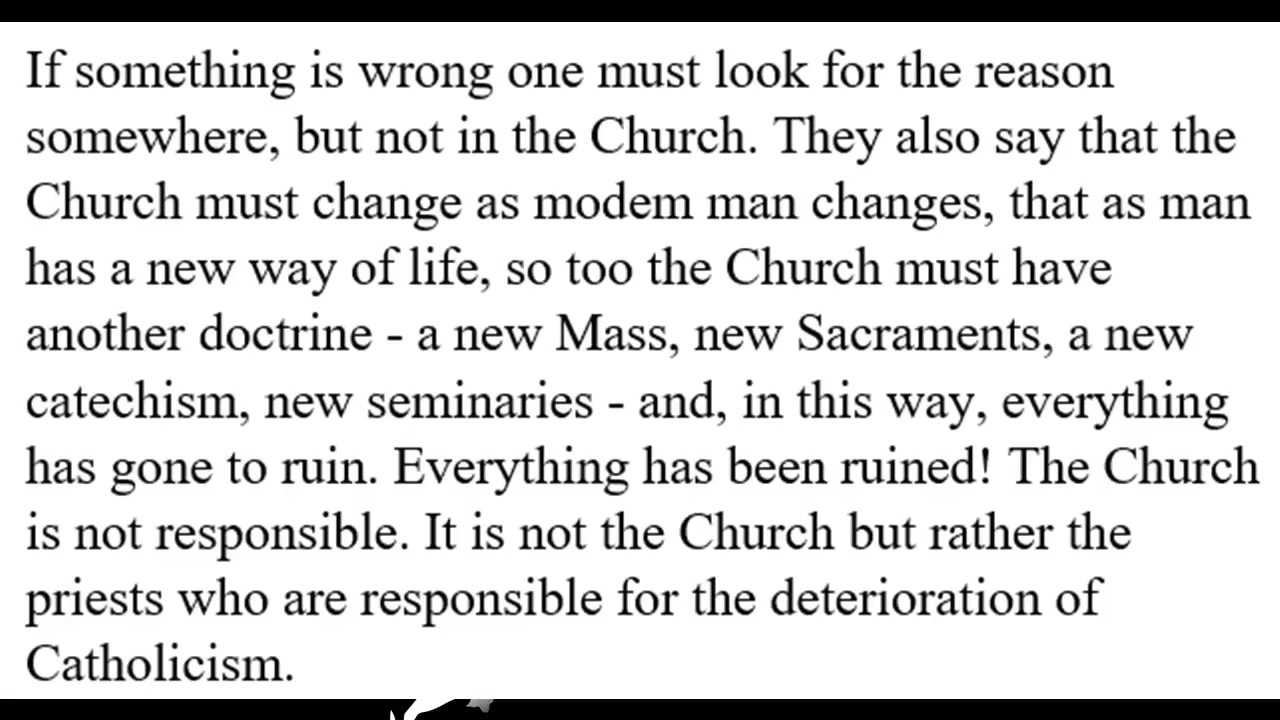 If something is wrong one must look for the reason
somewhere, but not in the Church. They also say that the
Church must change as modem man changes, that as man
has a new way of life, so too the Church must have
another doctrine - a new Mass, new Sacraments, a new
catechism, new seminaries - and, in this way, everything
has gone to ruin. Everything has been ruined! The Church
is not responsible. It is not the Church but rather the
priests who are responsible for the deterioration of
Catholicism.